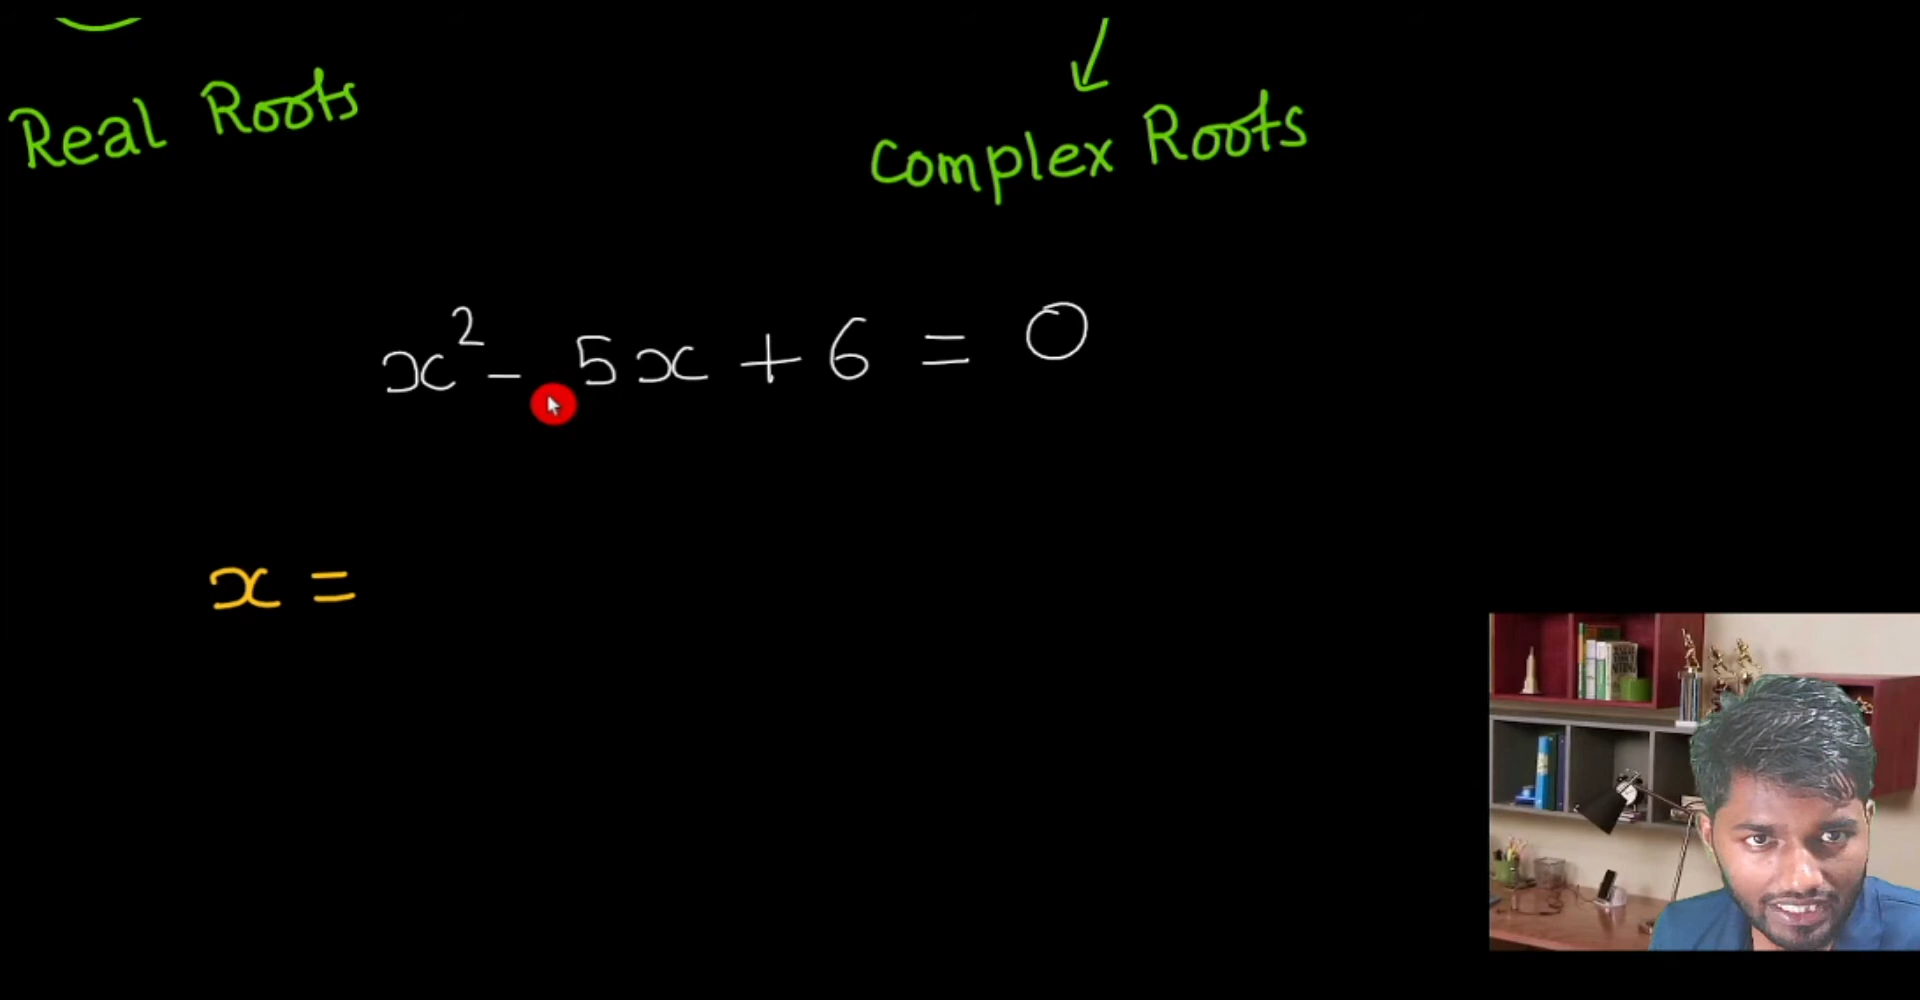 Real Roots
Complex Roots
x² - 5x + 6 = 0
x =